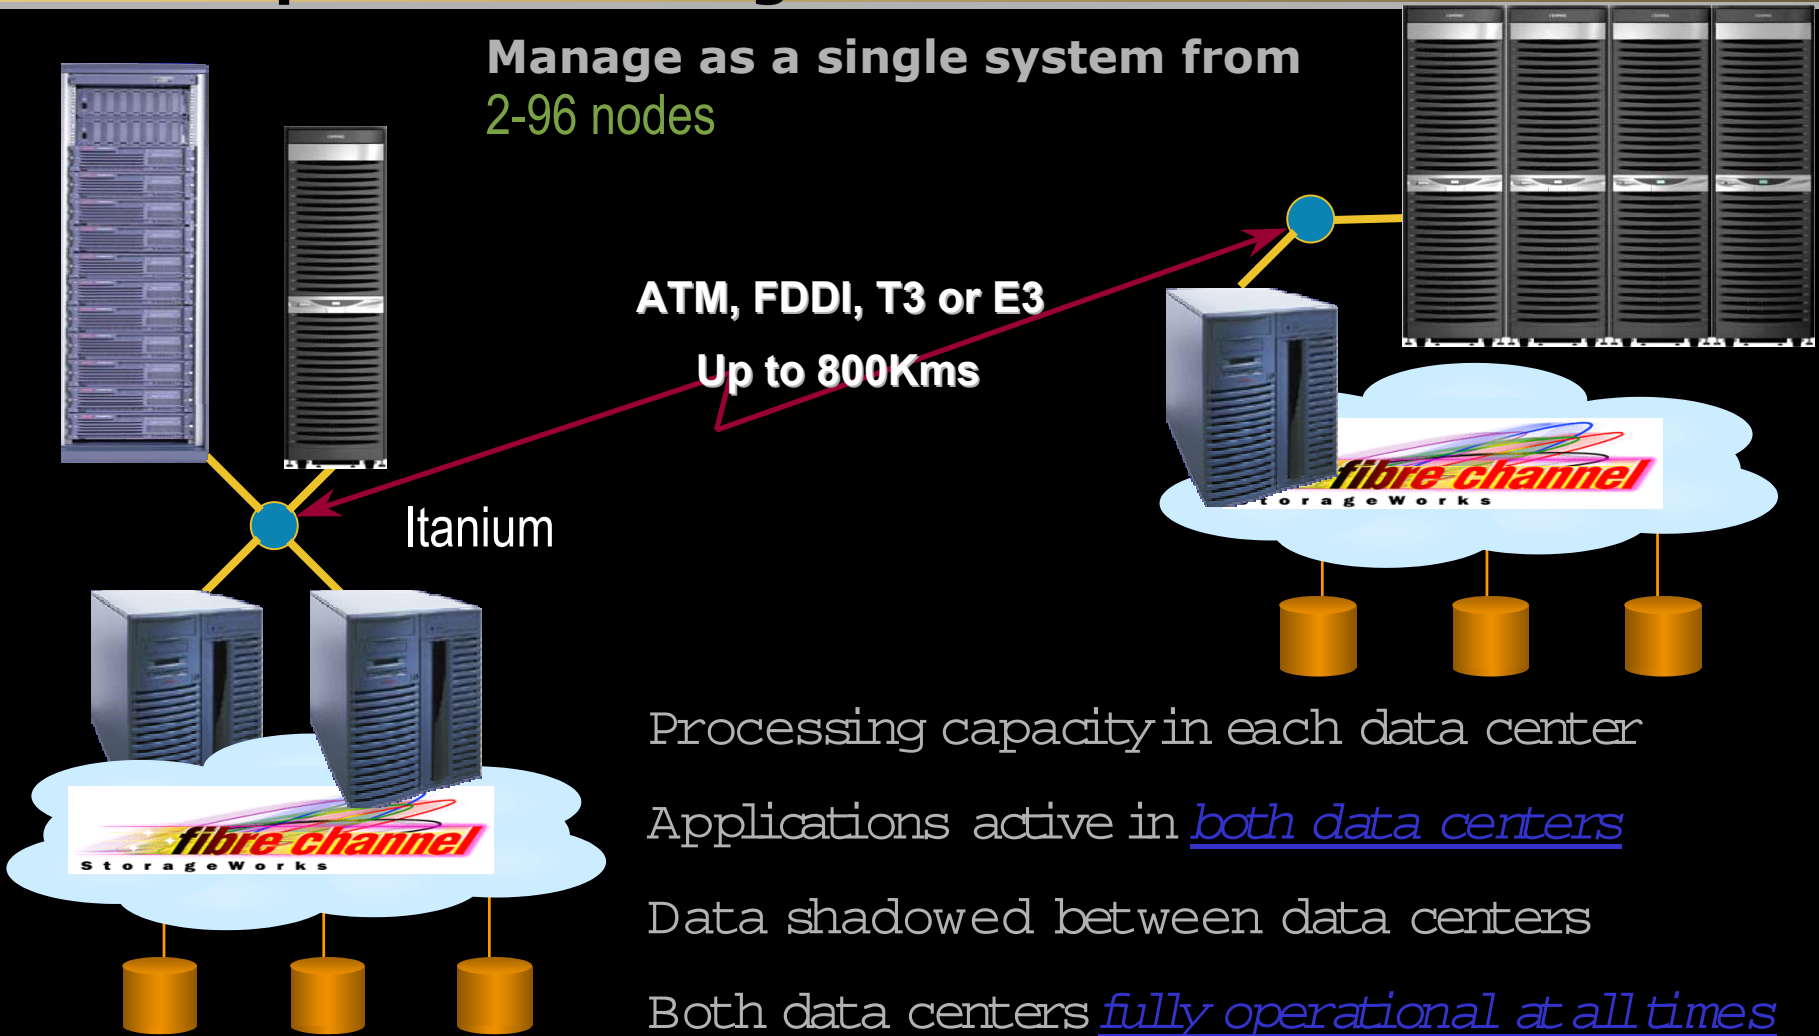 Manage as a single system from
2-96 nodes
ATM, FDDI, T3 or E3
Up to 800Kms
Itanium
fibre channel
StorageWorks
fibre channel
StorageWorks
Processing capacity in each data center
Applications active in both data centers
Data shadowed between data centers
Both data centers fully operational at all times